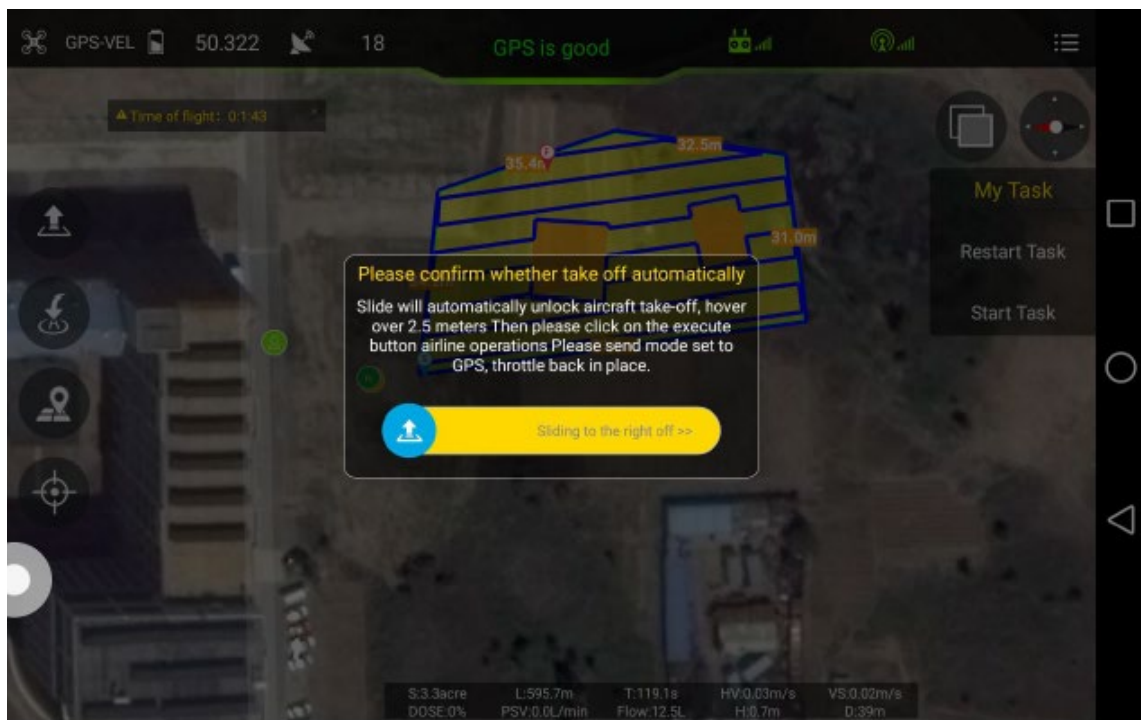 GPS-VEL 50.322 18 GPS is good
Time of flight: 0:1:43
32.5m
35.4m
31.0m
My Task
Restart Task
Start Task
Please confirm whether take off automatically
Slide will automatically unlock aircraft take-off, hover
over 2.5 meters Then please click on the execute
button airline operations Please send mode set to
GPS, throttle back in place.
Sliding to the right off >>
S:3.3acre L:595.7m T:119.1s HV:0.03m/s VS:0.02m/s
DOSE:0% PSV:0.0L/min Flow:12.5L H:0.7m D:39m